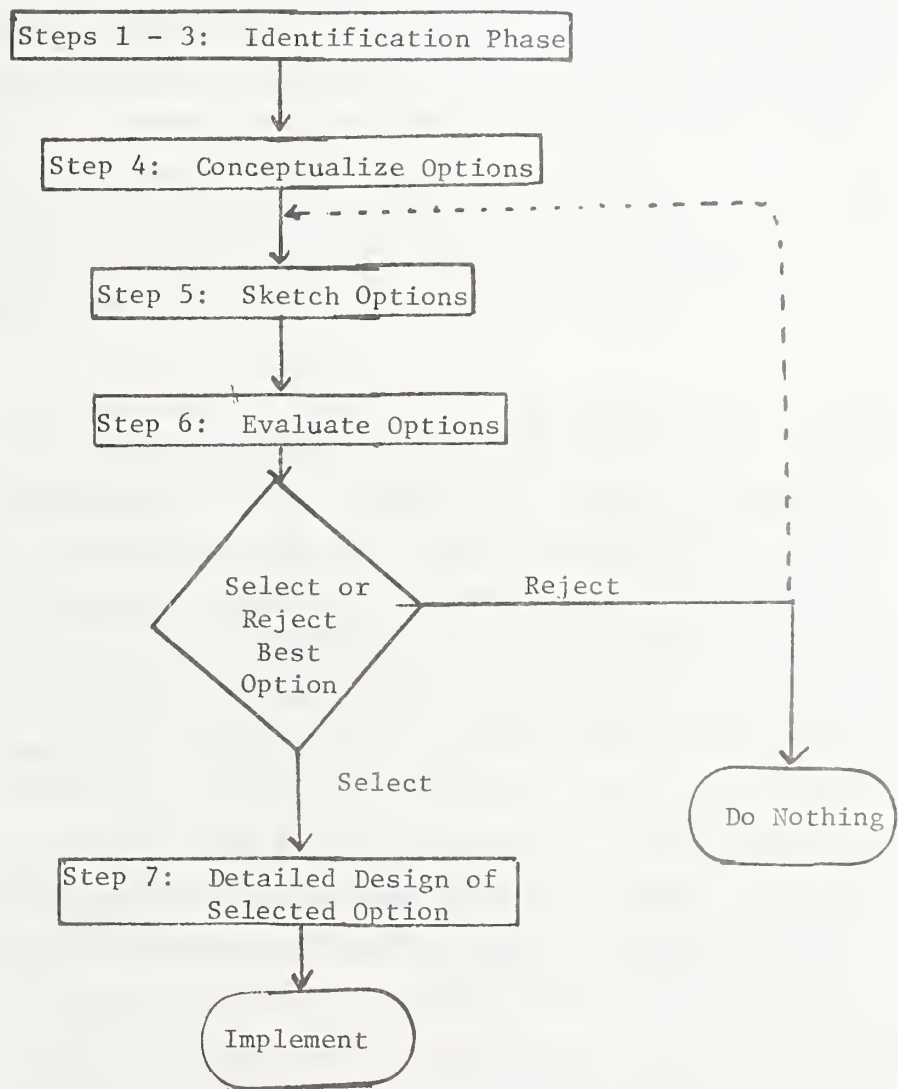 Steps 1 - 3: Identification Phase
Step 4: Conceptualize Options
Step 5: Sketch Options
Step 6: Evaluate Options
Select or
Reject
Best
Option
Reject
Select
Do Nothing
Step 7: Detailed Design of
Selected Option
Implement